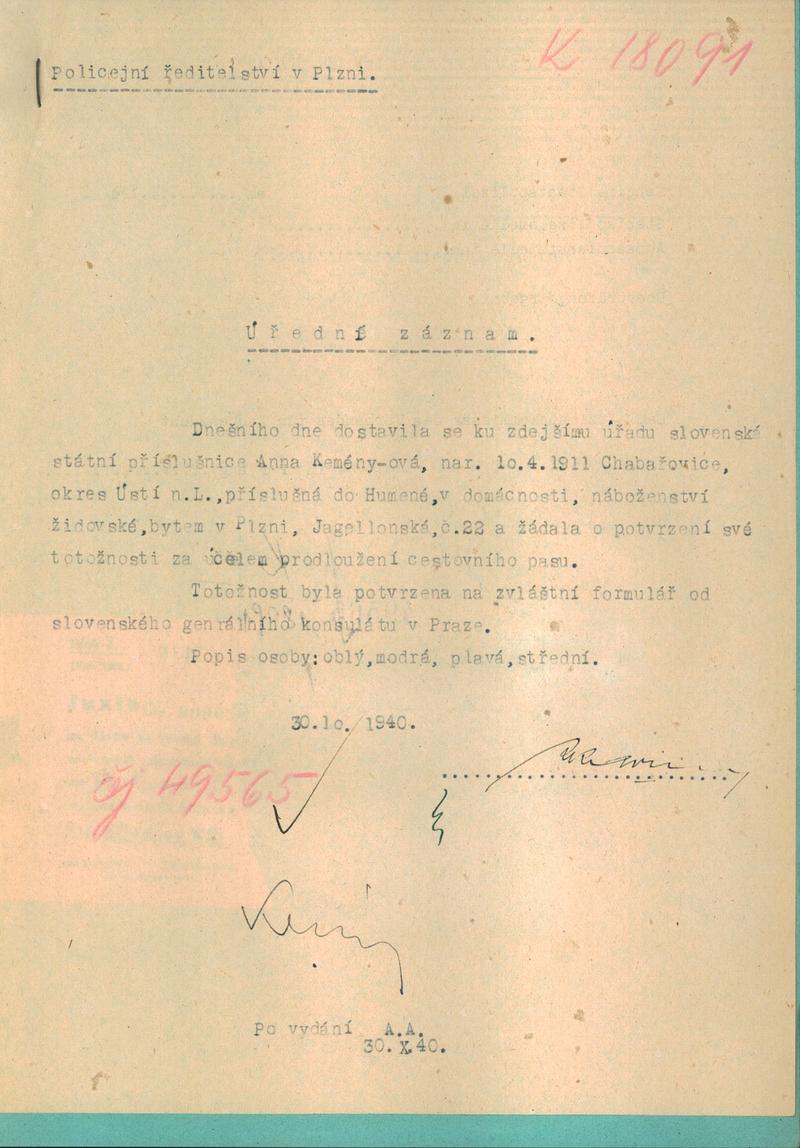 K 18091
Policejní ředitelství v Plzni.
Úřední záznam.
Dnešního dne dostavila se ku zdejšímu úřadu slovenská
státní příslušnice Anna Kemény-ová, nar. 10.4.1911 Chabařovice,
okres Ústí n.L.,příslušná do Humené,v domácnosti, náboženství
židovské,bytem v Plzni, Jagellonská,č.22 a žádala o potvrzení své
totožnosti za účelem prodloužení cestovního pasu.
Totožnost byla potvrzena na zvláštní formulář od
slovenského genrálního konsulátu v Praze.
Popis osoby:oblý,modrá, plavá,střední.
30.10. 1940.
čj 49565
Po vydání A.A.
30.X.40.